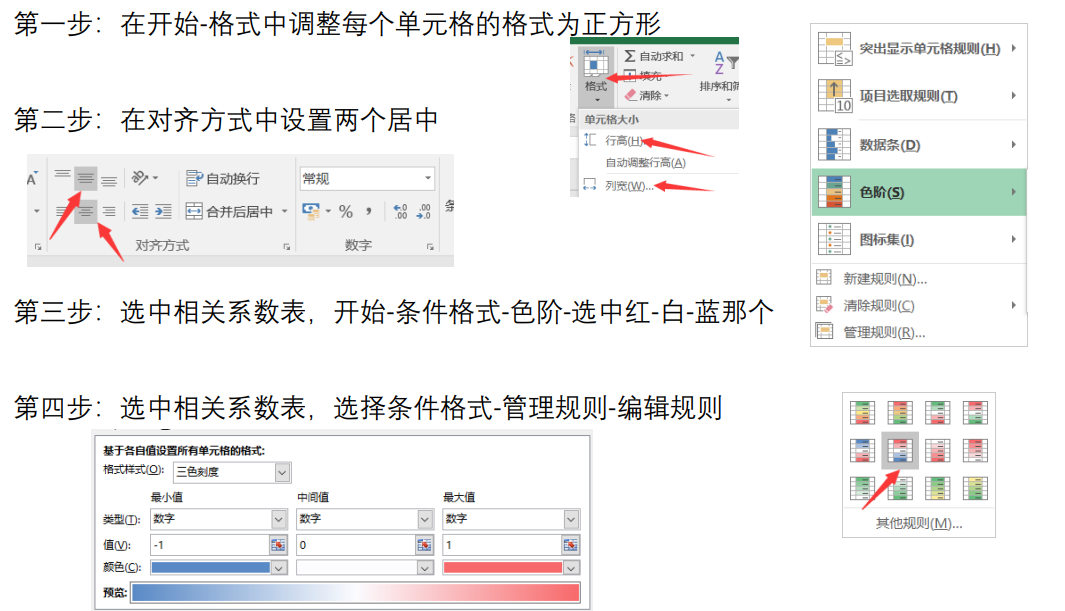 第一步：在开始-格式中调整每个单元格的格式为正方形
自动求和
格式
填充
清除
排序和筛
单元格大小
行高(H)
自动调整行高(A)
列宽(W)...
第二步：在对齐方式中设置两个居中
自动换行
合并后居中
对齐方式
常规
%
数字
第三步：选中相关系数表，开始-条件格式-色阶-选中红-白-蓝那个
第四步：选中相关系数表，选择条件格式-管理规则-编辑规则
基于各自值设置所有单元格的格式:
格式样式(O): 三色刻度
最小值 中间值 最大值
类型(T): 数字 数字 数字
值(V): -1 0 1
颜色(C):
预览:
突出显示单元格规则(H)
项目选取规则(T)
数据条(D)
色阶(S)
图标集(I)
新建规则(N)...
清除规则(C)
管理规则(R)...
其他规则(M)...